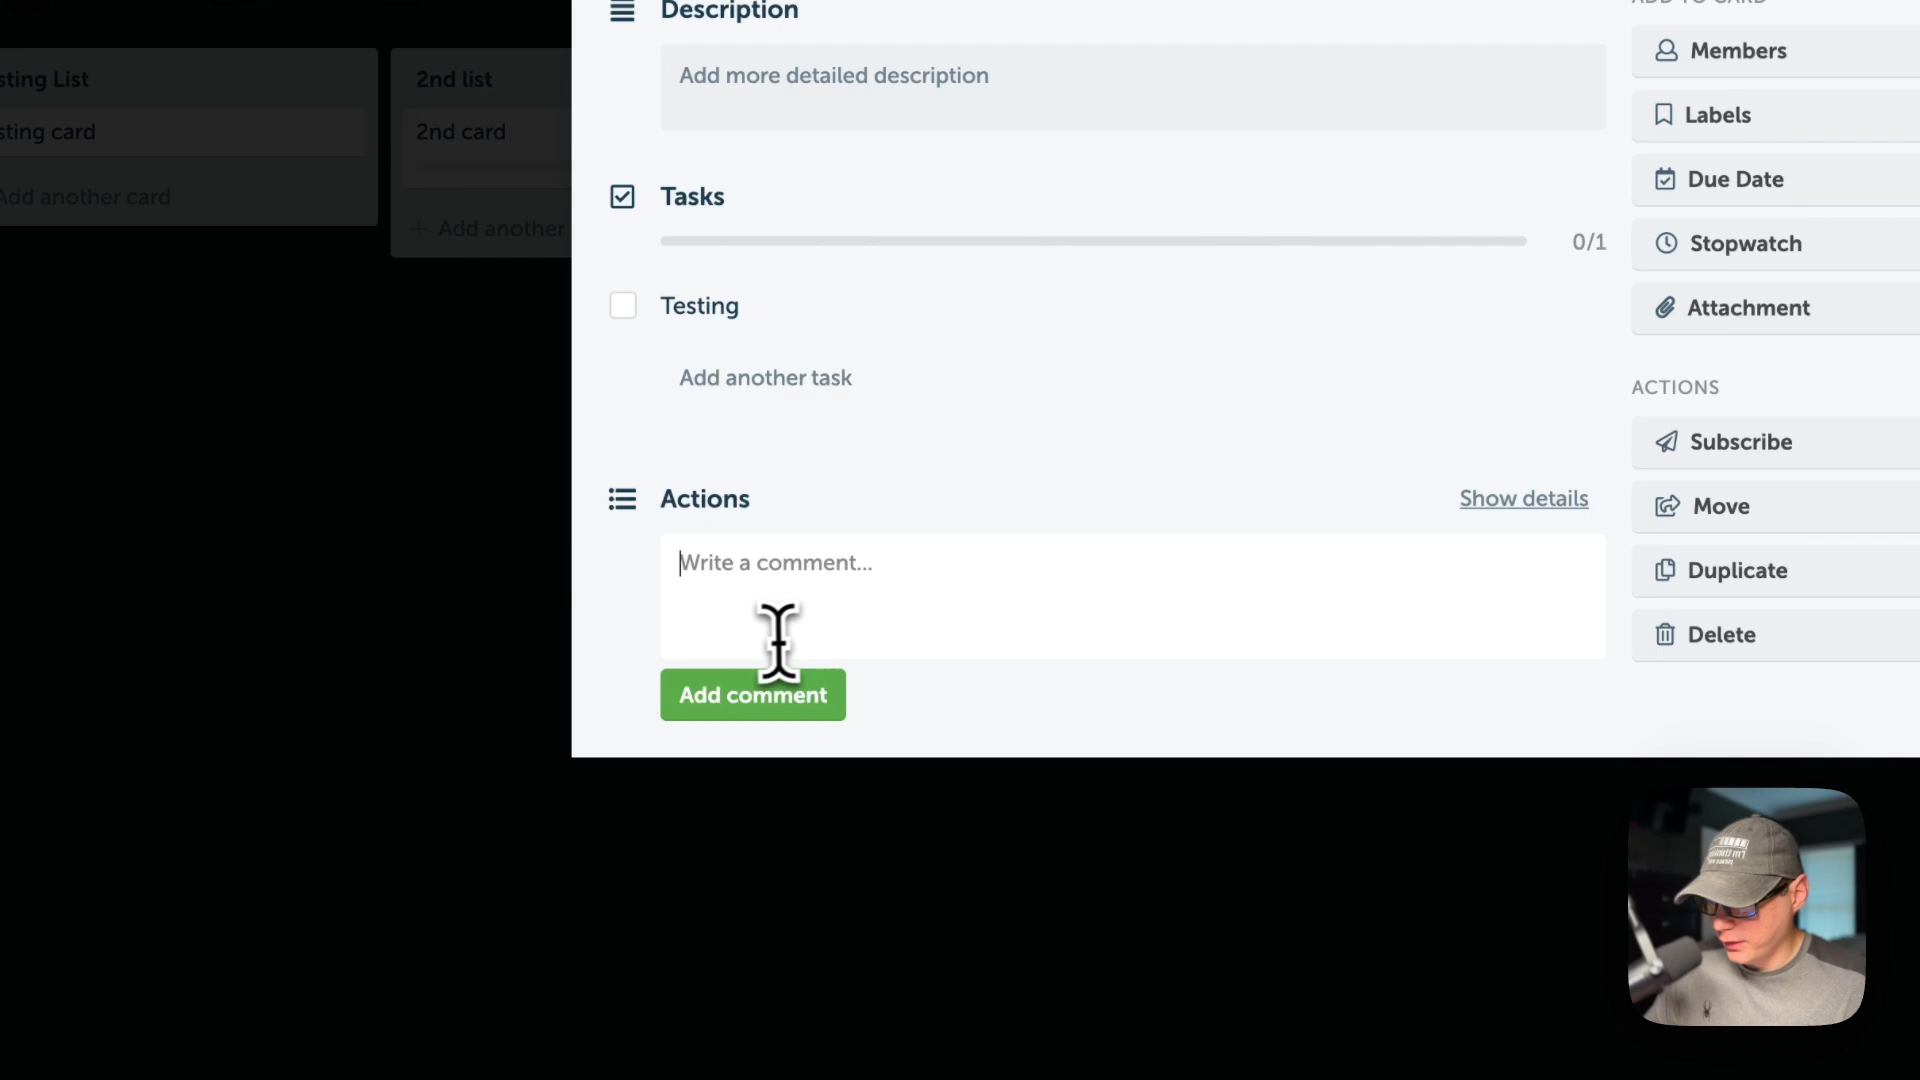 Description
Add more detailed description
Members
sting List
2nd list
Labels
sting card
2nd card
Due Date
Tasks
Add another card
+ Add another
0/1
Stopwatch
Testing
Attachment
Add another task
ACTIONS
Subscribe
Actions
Show details
Move
Write a comment...
Duplicate
Delete
Add comment